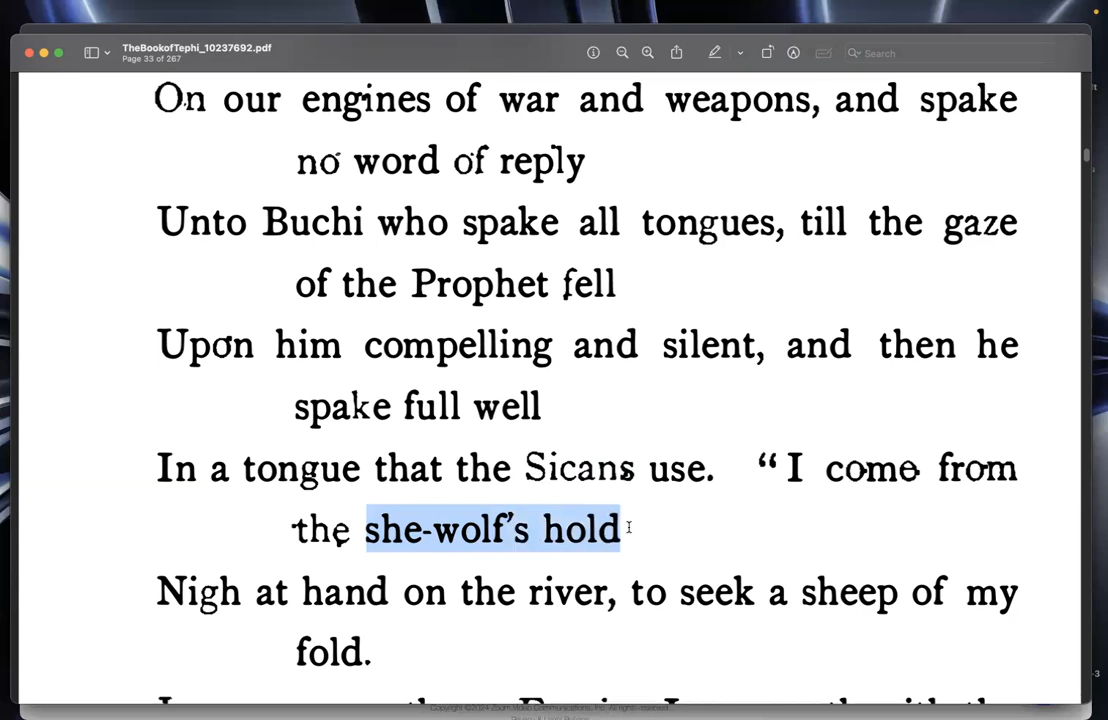 TheBookofTephi_10237692.pdf
Page 33 of 267
Search
On our engines of war and weapons, and spake
no word of reply
Unto Buchi who spake all tongues, till the gaze
of the Prophet fell
Upon him compelling and silent, and then he
spake full well
In a tongue that the Sicans use. “I come from
the she-wolf’s hold
Nigh at hand on the river, to seek a sheep of my
fold.